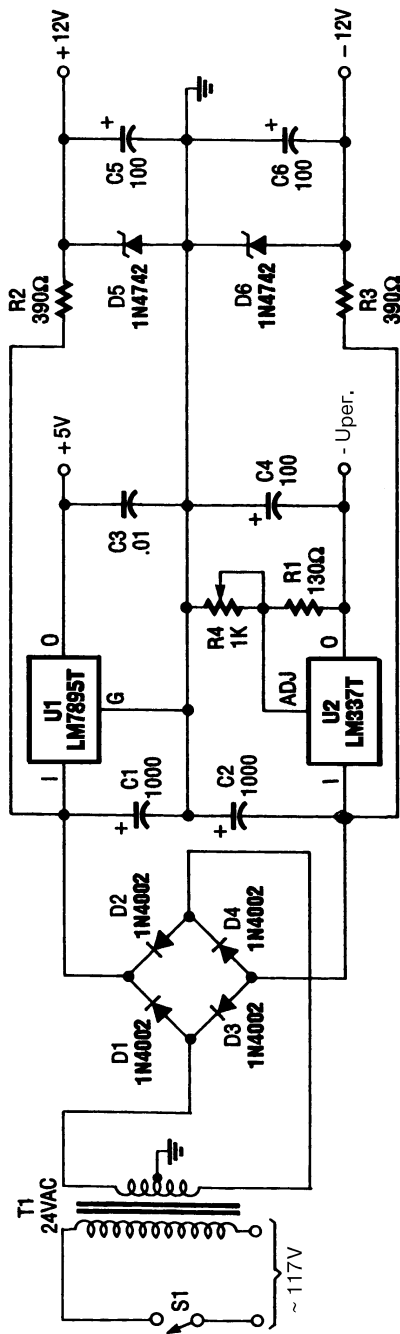 T1
24VAC
S1
~ 117V
D1
1N4002
D2
1N4002
D3
1N4002
D4
1N4002
+
C1
1000
+
C2
1000
U1
LM7895T
I
O
G
U2
LM337T
I
O
ADJ
R4
1K
R1
130Ω
C3
.01
+
C4
100
+5V
- Uper.
R2
390Ω
R3
390Ω
D5
1N4742
D6
1N4742
+
C5
100
+
C6
100
+12V
-12V